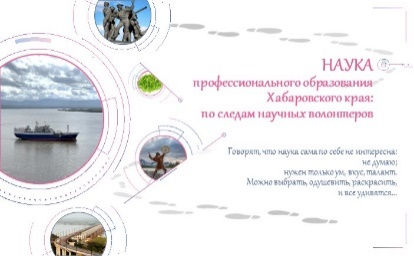 НАУКА
профессионального образования
Хабаровского края:
по следам научных волонтеров
Говорят, что наука сама по себе не интересна:
не думаю;
нужен только ум, вкус, талант.
Можно выбрать, одушевить, раскрасить,
и все удивятся...